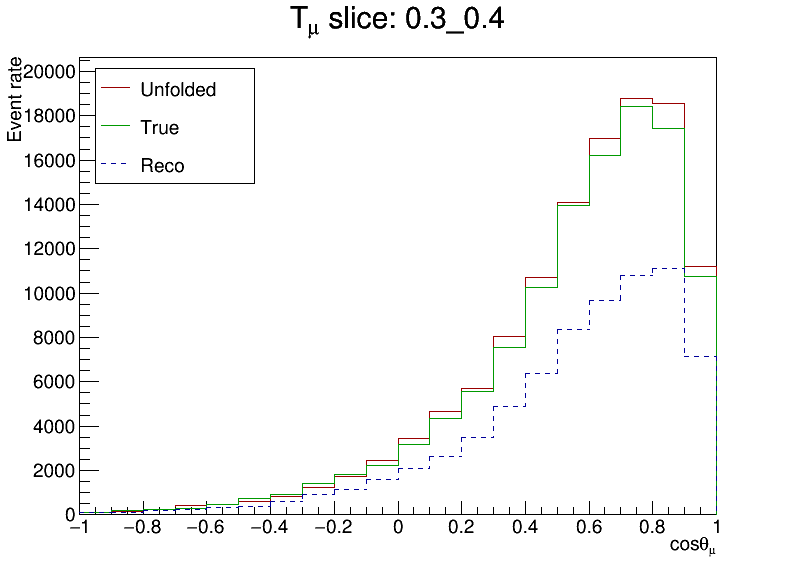 Tμ slice: 0.3_0.4
Event rate
20000
18000
16000
14000
12000
10000
8000
6000
4000
2000
0
Unfolded
True
Reco
−1 −0.8 −0.6 −0.4 −0.2 0 0.2 0.4 0.6 0.8 1
cosθμ